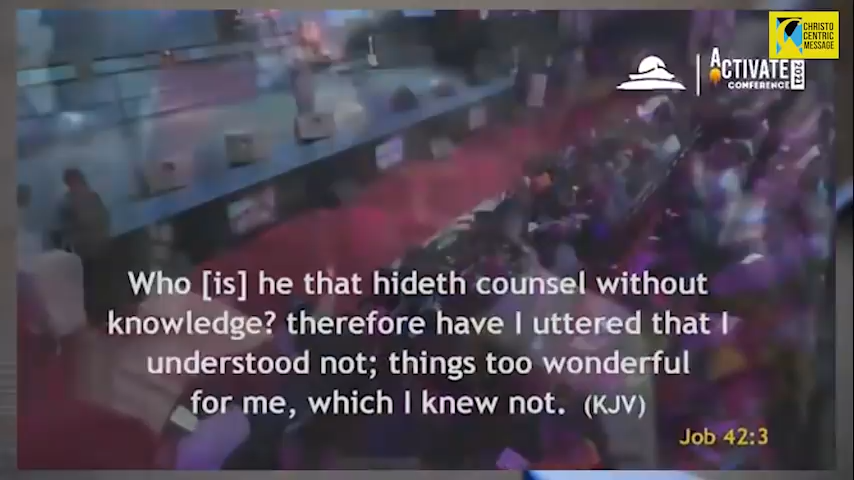 CHRISTO
CENTRIC
MESSAGE
ACTIVATE
CONFERENCE
2021
Who [is] he that hideth counsel without
knowledge? therefore have I uttered that I
understood not; things too wonderful
for me, which I knew not. (KJV)
Job 42:3